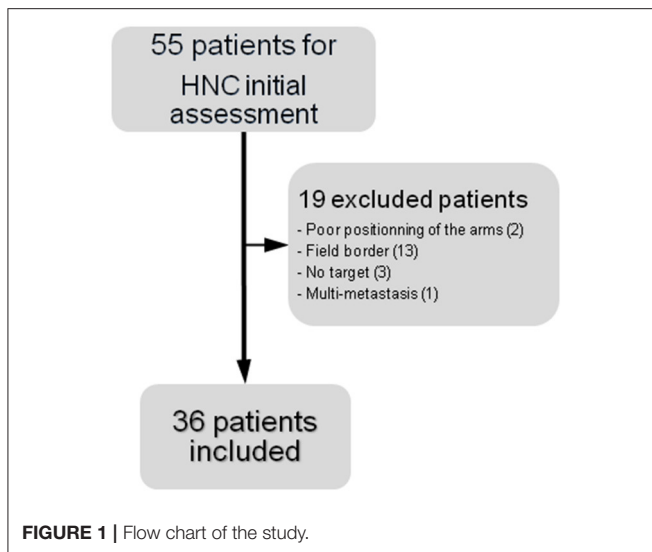 55 patients for
HNC initial
assessment
19 excluded patients
- Poor positionning of the arms (2)
- Field border (13)
- No target (3)
- Multi-metastasis (1)
36 patients
included
FIGURE 1 | Flow chart of the study.